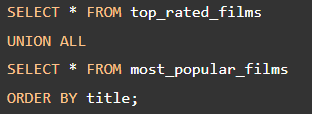 SELECT * FROM top_rated_films
UNION ALL
SELECT * FROM most_popular_films
ORDER BY title;